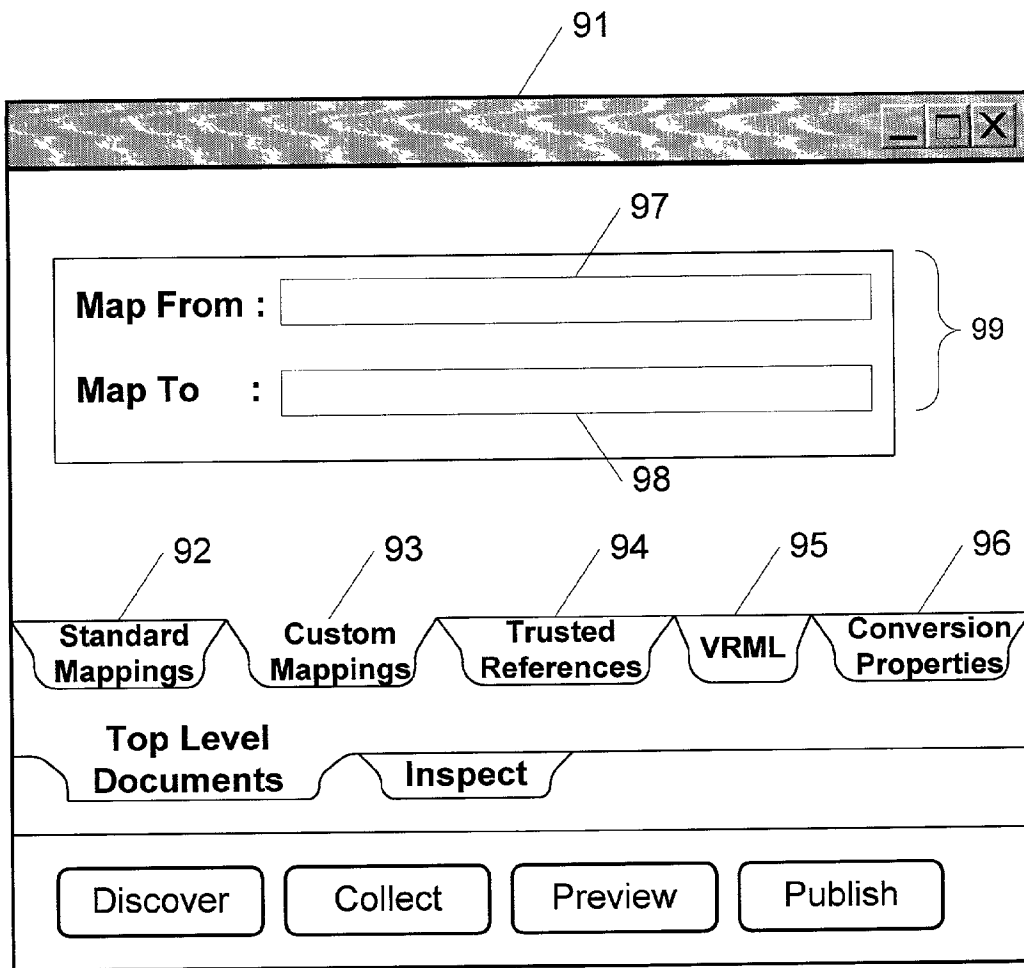 91
X
97
Map From :
99
Map To :
98
92 93 94 95 96
Standard Mappings
Custom Mappings
Trusted References
VRML
Conversion Properties
Top Level Documents
Inspect
Discover Collect Preview Publish